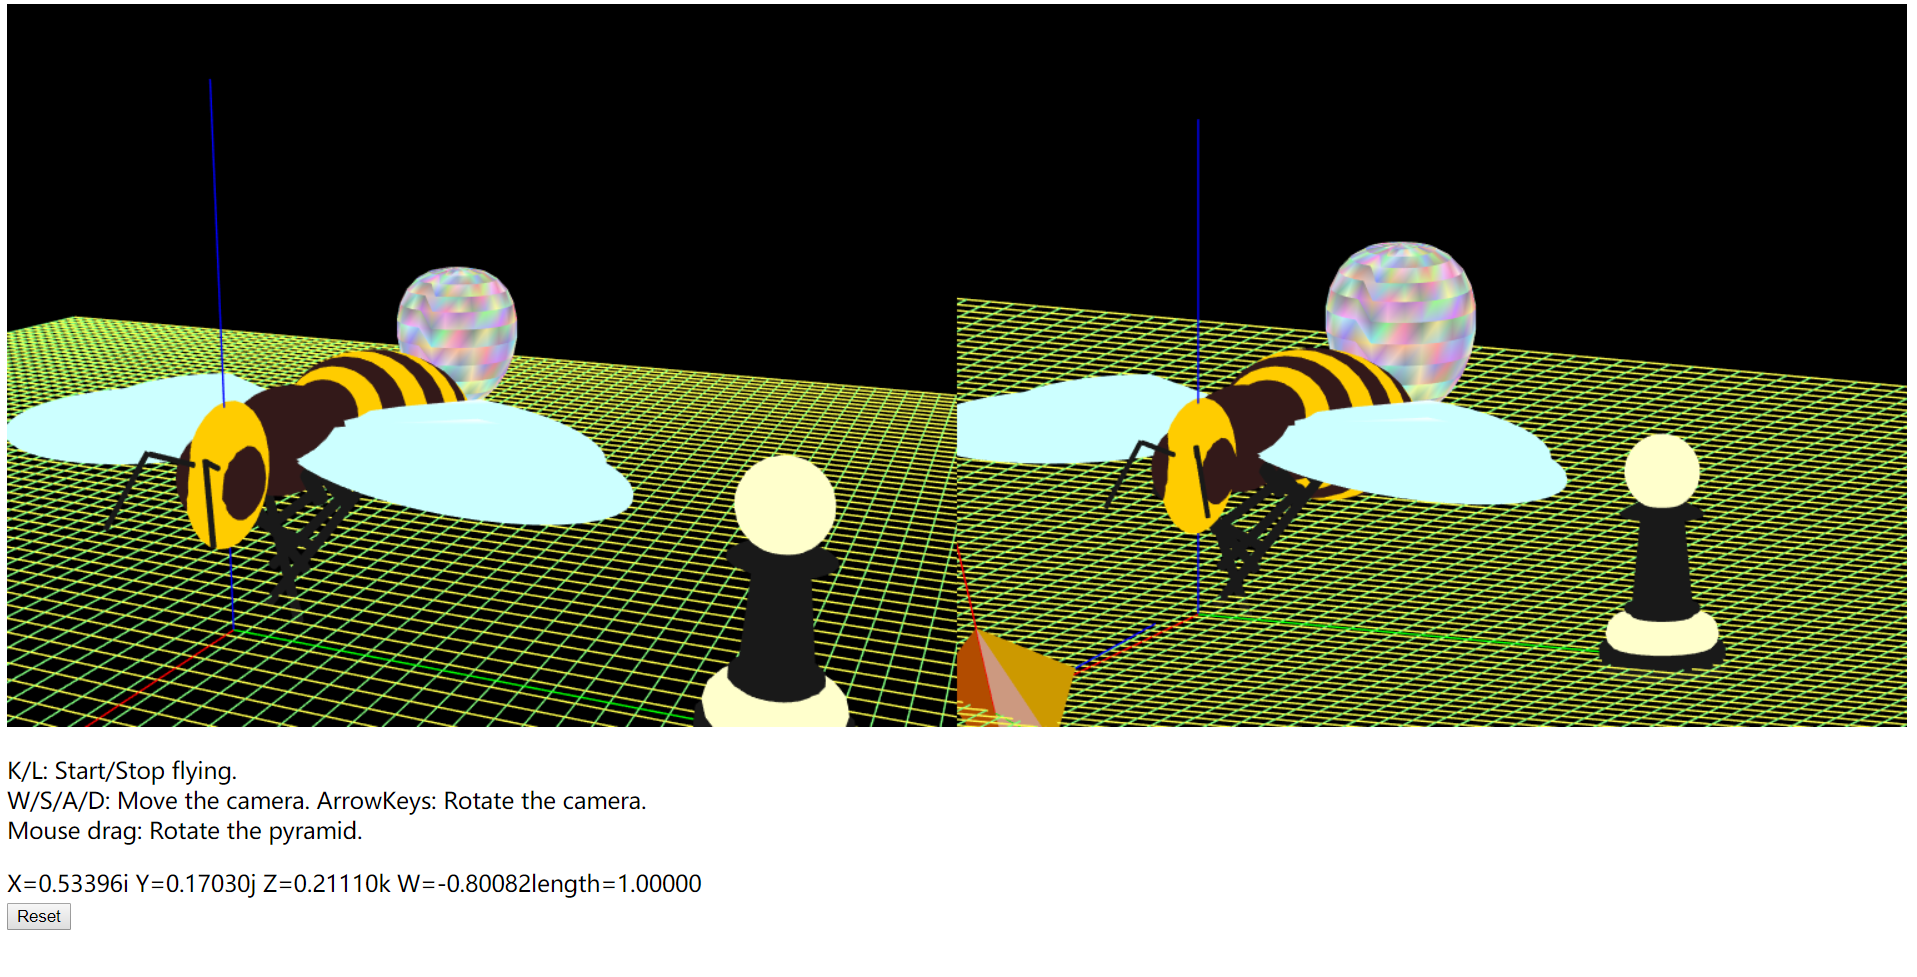 K/L: Start/Stop flying.
W/S/A/D: Move the camera. ArrowKeys: Rotate the camera.
Mouse drag: Rotate the pyramid.
X=0.53396i Y=0.17030j Z=0.21110k W=-0.80082length=1.00000
Reset